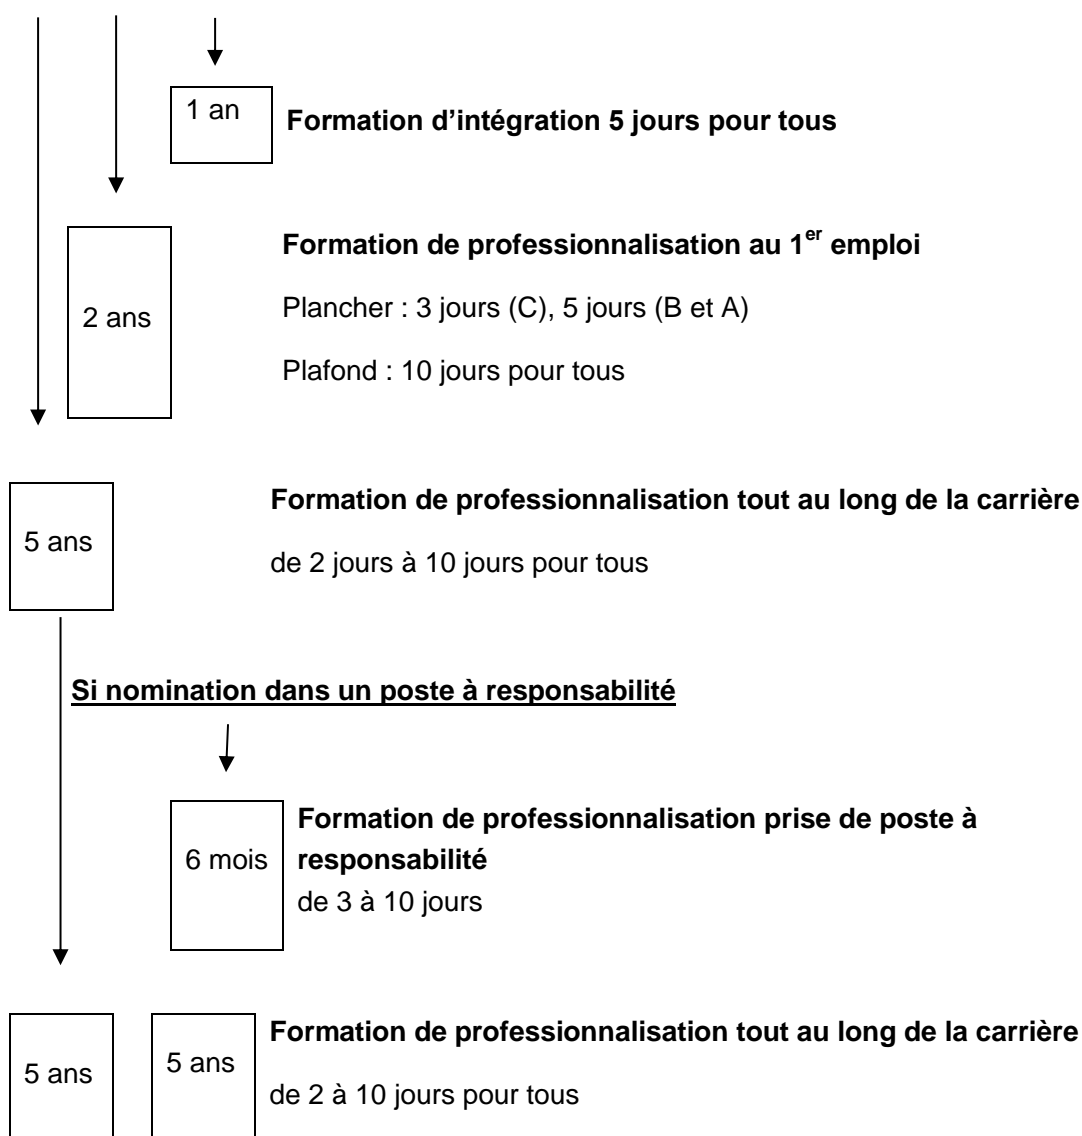 1 an
Formation d’intégration 5 jours pour tous
Formation de professionnalisation au 1er emploi
2 ans
Plancher : 3 jours (C), 5 jours (B et A)
Plafond : 10 jours pour tous
Formation de professionnalisation tout au long de la carrière
5 ans
de 2 jours à 10 jours pour tous
Si nomination dans un poste à responsabilité
Formation de professionnalisation prise de poste à
6 mois
responsabilité
de 3 à 10 jours
Formation de professionnalisation tout au long de la carrière
5 ans
5 ans
de 2 à 10 jours pour tous